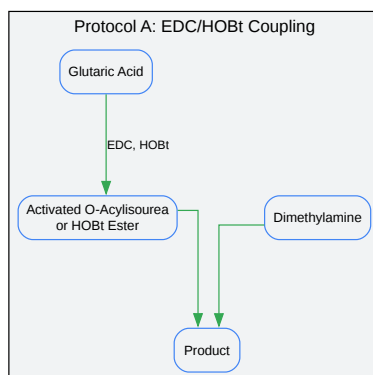 Protocol A: EDC/HOBt Coupling
Glutaric Acid
EDC, HOBt
Activated O-Acylisourea
or HOBt Ester
Dimethylamine
Product